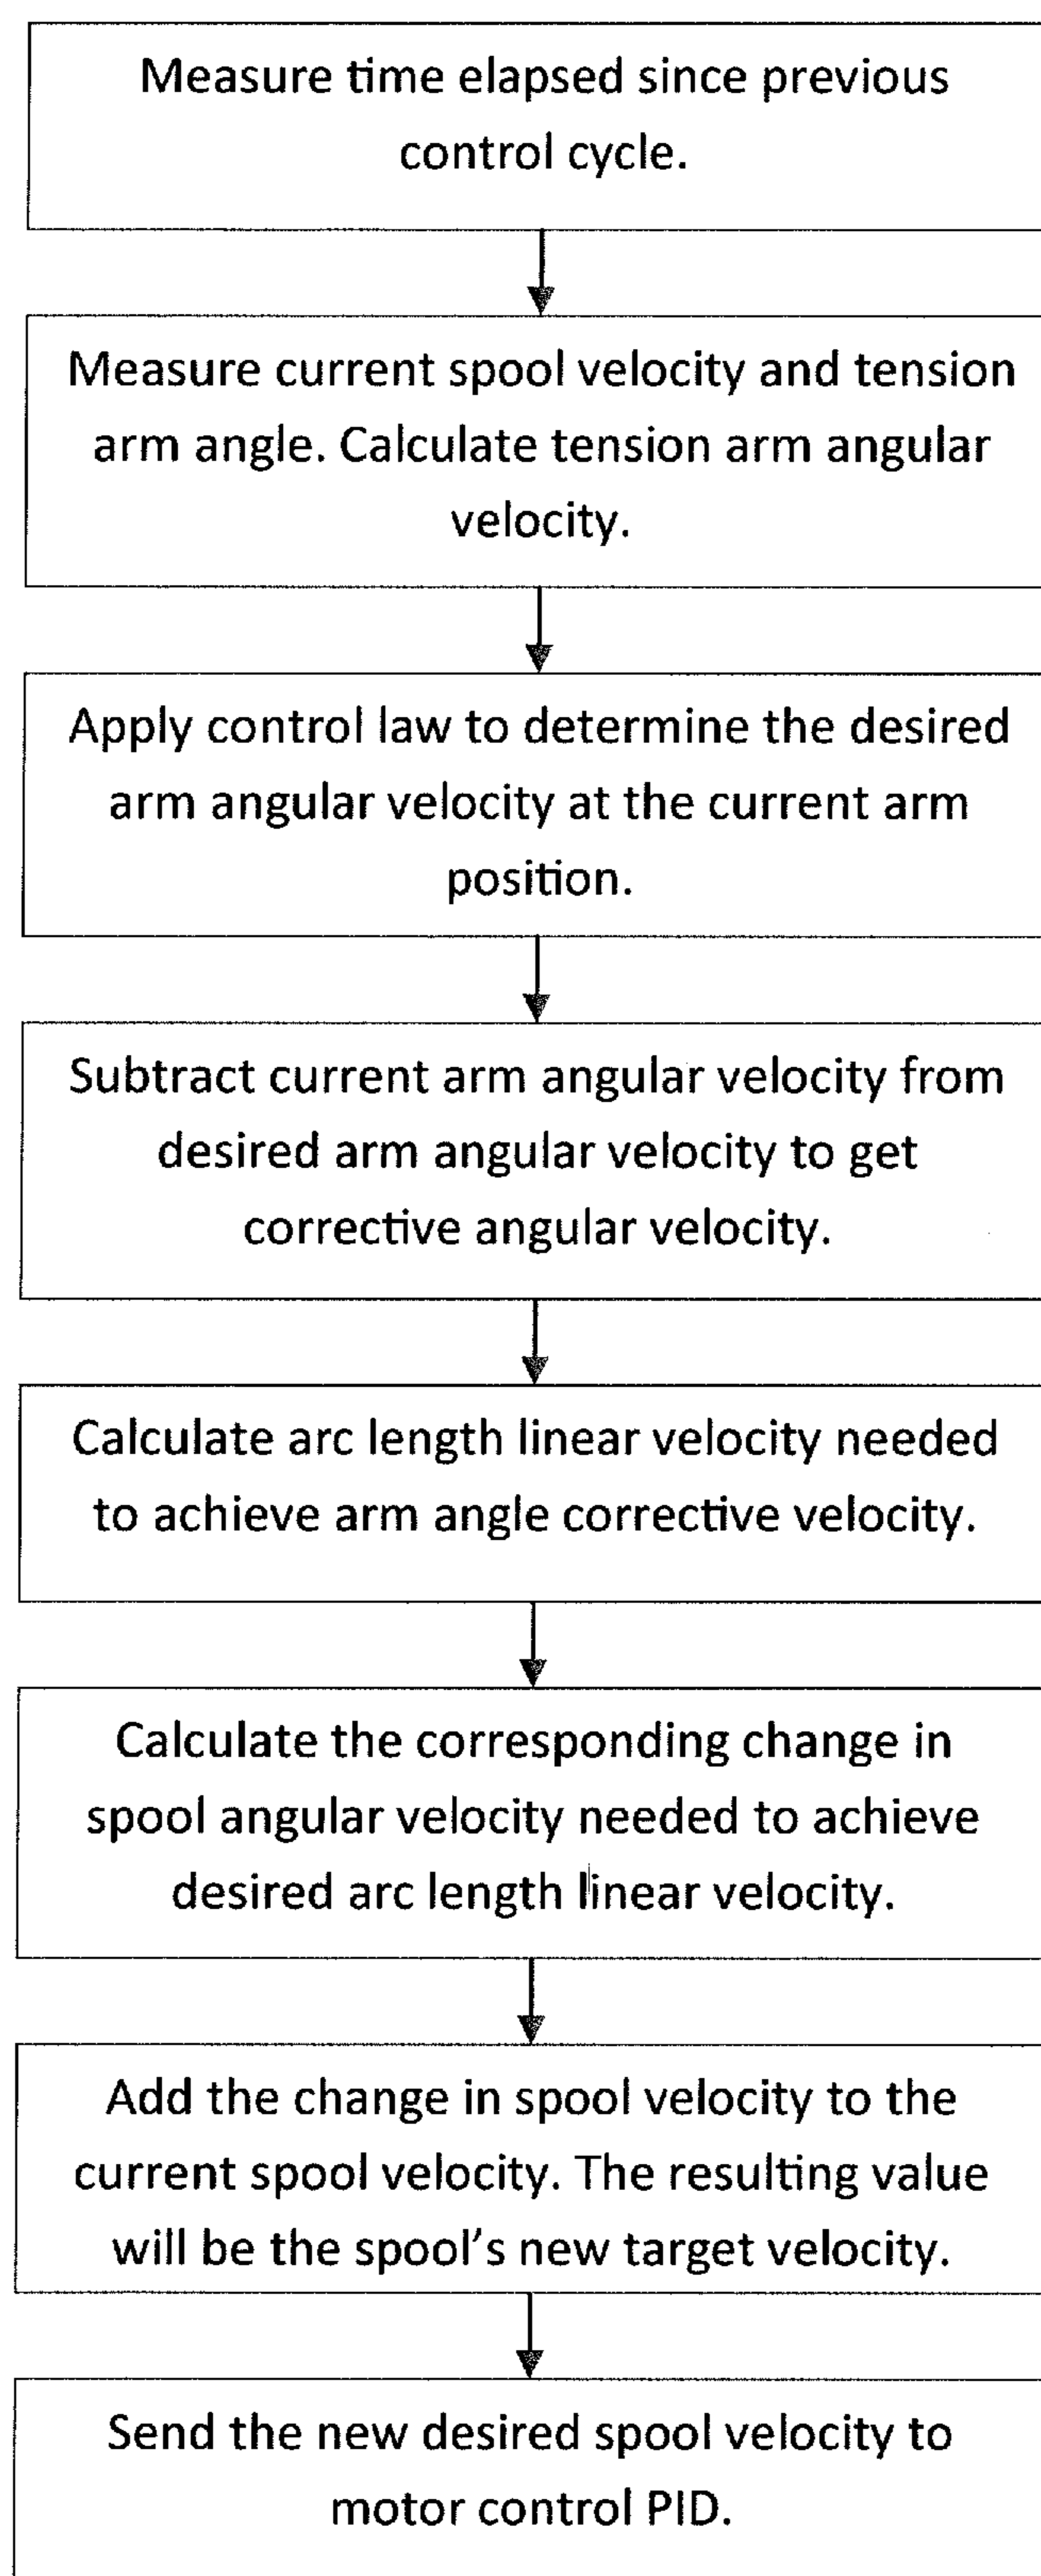 Measure time elapsed since previous
control cycle.
Measure current spool velocity and tension
arm angle. Calculate tension arm angular
velocity.
Apply control law to determine the desired
arm angular velocity at the current arm
position.
Subtract current arm angular velocity from
desired arm angular velocity to get
corrective angular velocity.
Calculate arc length linear velocity needed
to achieve arm angle corrective velocity.
Calculate the corresponding change in
spool angular velocity needed to achieve
desired arc length linear velocity.
Add the change in spool velocity to the
current spool velocity. The resulting value
will be the spool's new target velocity.
Send the new desired spool velocity to
motor control PID.